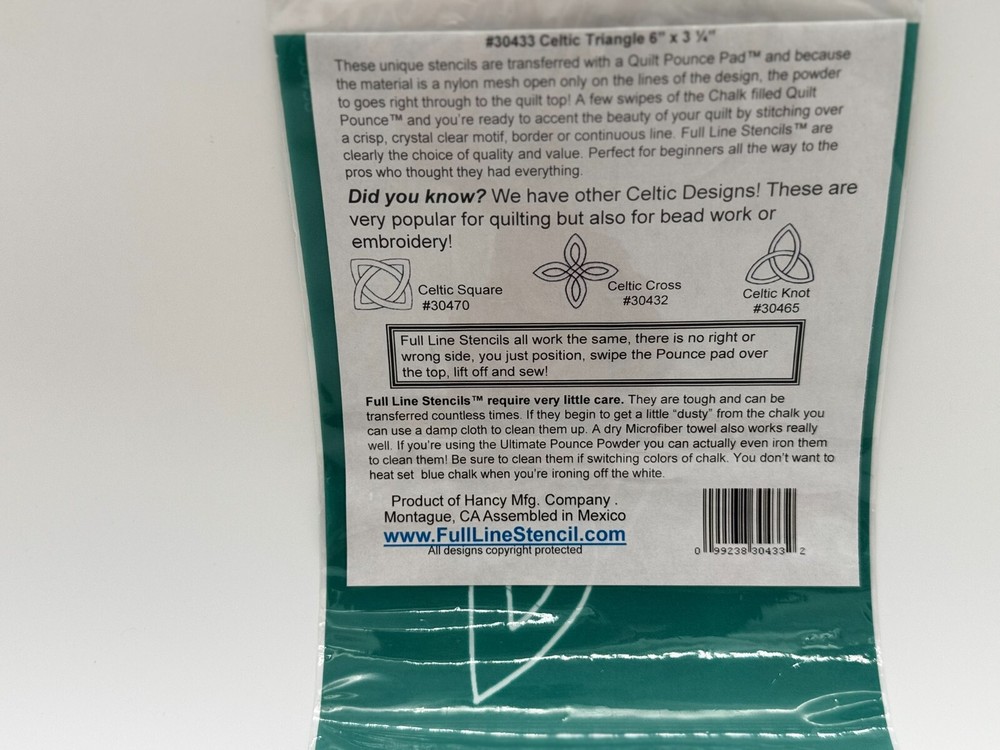 #30433 Celtic Triangle 6" x 3 ¼"
These unique stencils are transferred with a Quilt Pounce Pad™ and because
the material is a nylon mesh open only on the lines of the design, the powder
to goes right through to the quilt top! A few swipes of the Chalk filled Quilt
Pounce™ and you're ready to accent the beauty of your quilt by stitching over
a crisp, crystal clear motif, border or continuous line. Full Line Stencils™ are
clearly the choice of quality and value. Perfect for beginners all the way to the
pros who thought they had everything.
Did you know? We have other Celtic Designs! These are
very popular for quilting but also for bead work or
embroidery!
Celtic Square
#30470
Celtic Cross
#30432
Celtic Knot
#30465
Full Line Stencils all work the same, there is no right or
wrong side, you just position, swipe the Pounce pad over
the top, lift off and sew!
Full Line Stencils™ require very little care. They are tough and can be
transferred countless times. If they begin to get a little “dusty” from the chalk you
can use a damp cloth to clean them up. A dry Microfiber towel also works really
well. If you're using the Ultimate Pounce Powder you can actually even iron them
to clean them! Be sure to clean them if switching colors of chalk. You don't want to
heat set blue chalk when you're ironing off the white.
Product of Hancy Mfg. Company .
Montague, CA Assembled in Mexico
www.FullLineStencil.com
All designs copyright protected
0 99238 30433 2